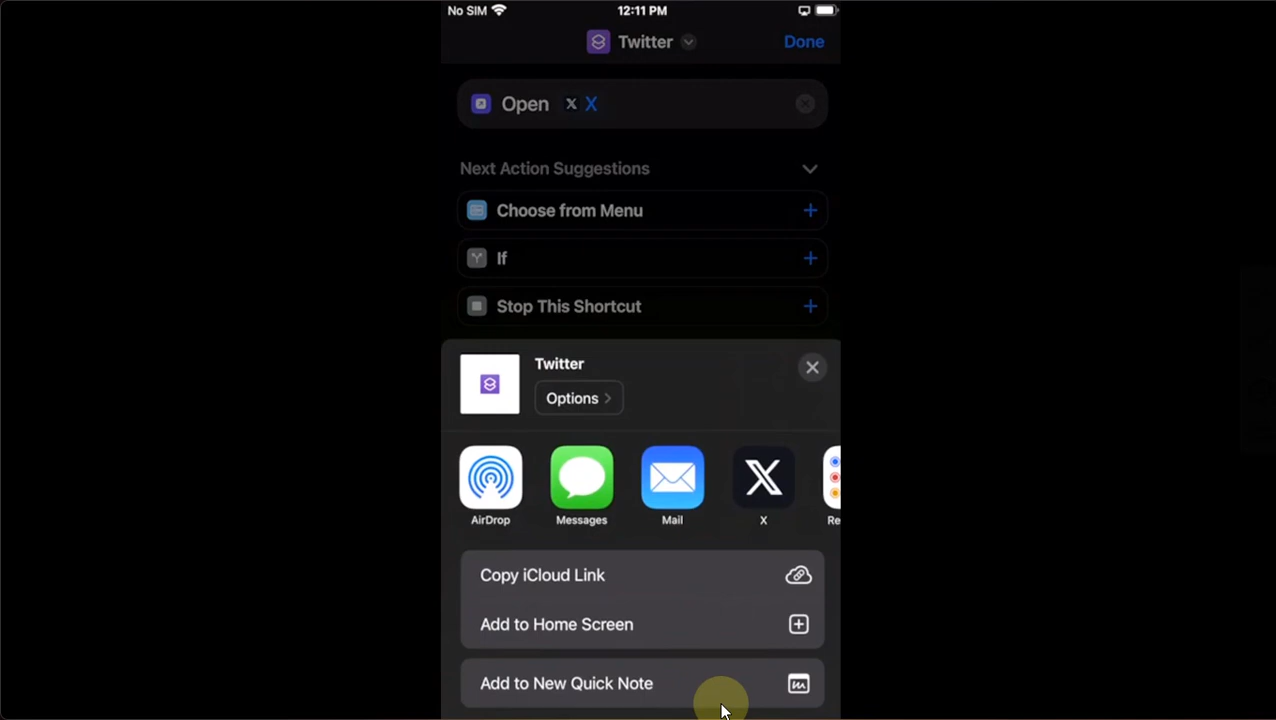 No SIM 12:11 PM
Twitter Done
Open X
Next Action Suggestions
Choose from Menu
If
Stop This Shortcut
Twitter
Options
AirDrop Messages Mail X Re
Copy iCloud Link
Add to Home Screen
Add to New Quick Note